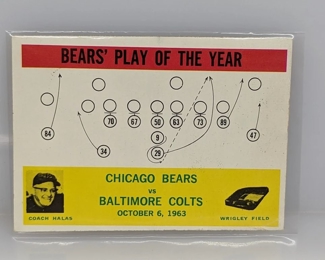 BEARS' PLAY OF THE YEAR
70 67 50 63 73 89
84 9 47
34 29
CHICAGO BEARS
vs
BALTIMORE COLTS
OCTOBER 6, 1963
COACH HALAS
WRIGLEY FIELD